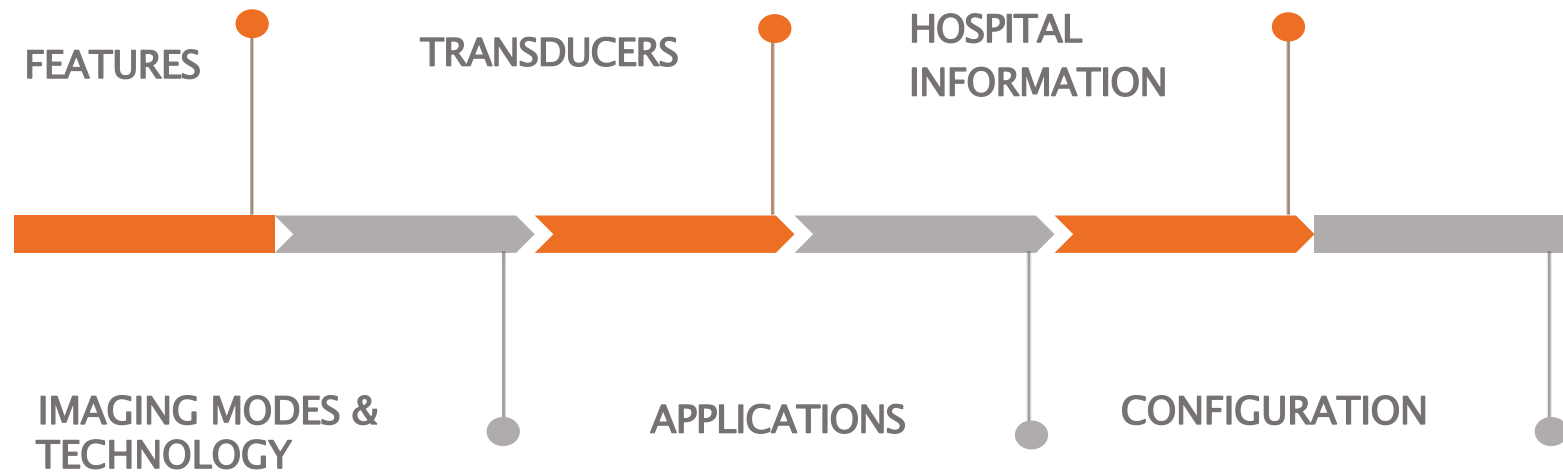 FEATURES
TRANSDUCERS
HOSPITAL
INFORMATION
IMAGING MODES &
TECHNOLOGY
APPLICATIONS
CONFIGURATION